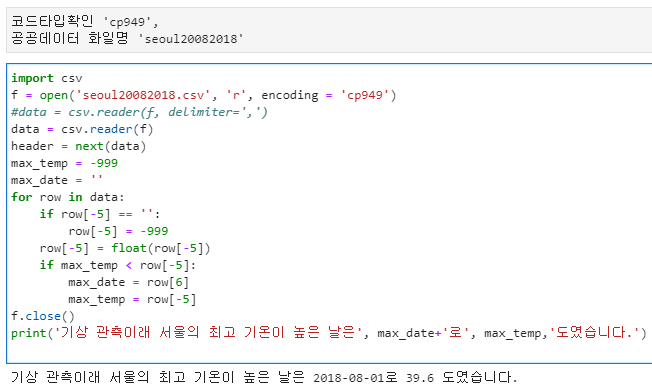 코드타입확인 'cp949',
공공데이터 화일명 'seoul20082018'
import csv
f = open('seoul20082018.csv', 'r', encoding = 'cp949')
#data = csv.reader(f, delimiter=',')
data = csv.reader(f)
header = next(data)
max_temp = -999
max_date = ''
for row in data:
    if row[-5] == '':
        row[-5] = -999
    row[-5] = float(row[-5])
    if max_temp < row[-5]:
        max_date = row[6]
        max_temp = row[-5]
f.close()
print('기상 관측이래 서울의 최고 기온이 높은 날은', max_date+'로', max_temp,'도였습니다.')
기상 관측이래 서울의 최고 기온이 높은 날은 2018-08-01로 39.6 도였습니다.